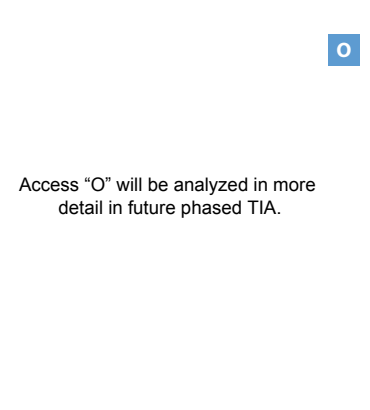 O
Access “O” will be analyzed in more
detail in future phased TIA.